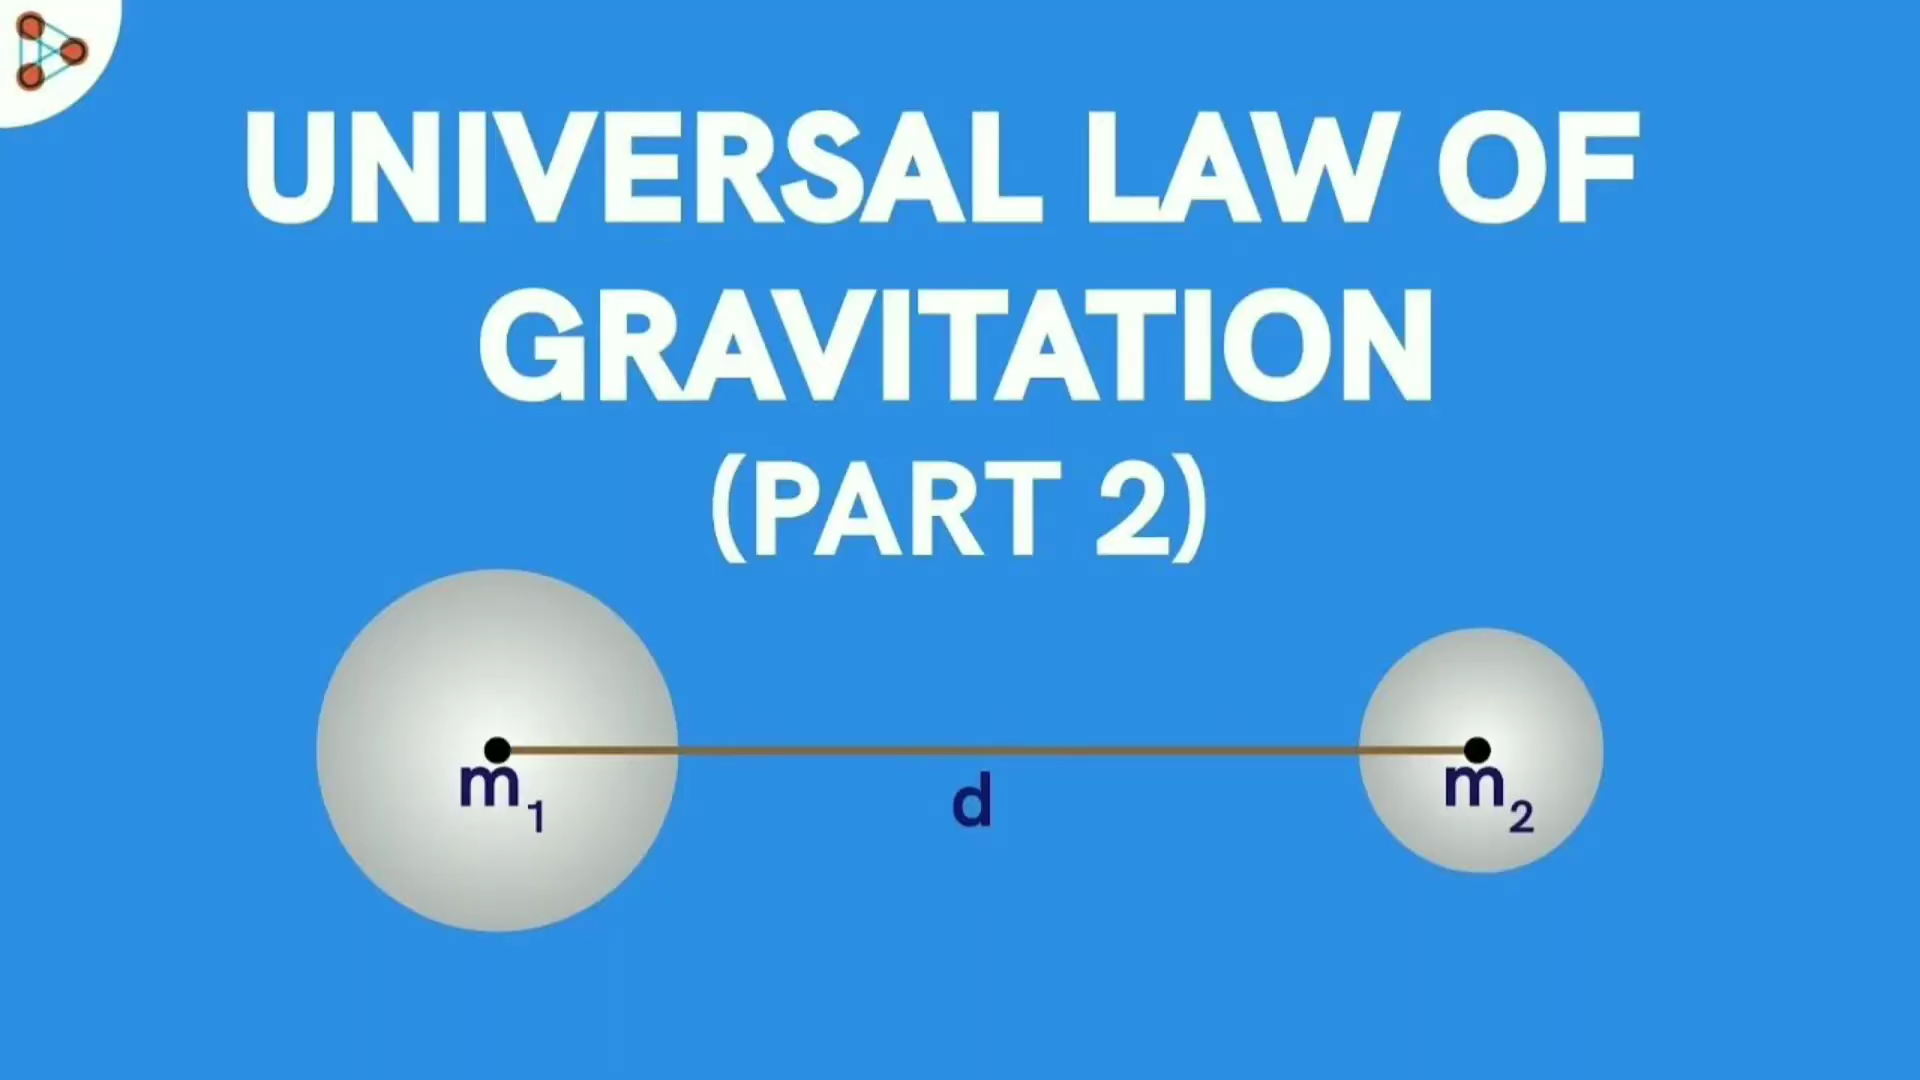 UNIVERSAL LAW OF
GRAVITATION
(PART 2)
m₁
d
m₂